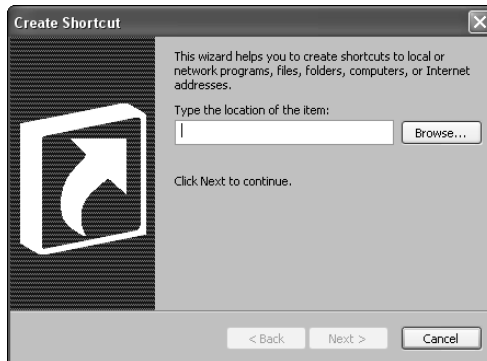 Create Shortcut
This wizard helps you to create shortcuts to local or
network programs, files, folders, computers, or Internet
addresses.
Type the location of the item:
Browse...
Click Next to continue.
< Back
Next >
Cancel